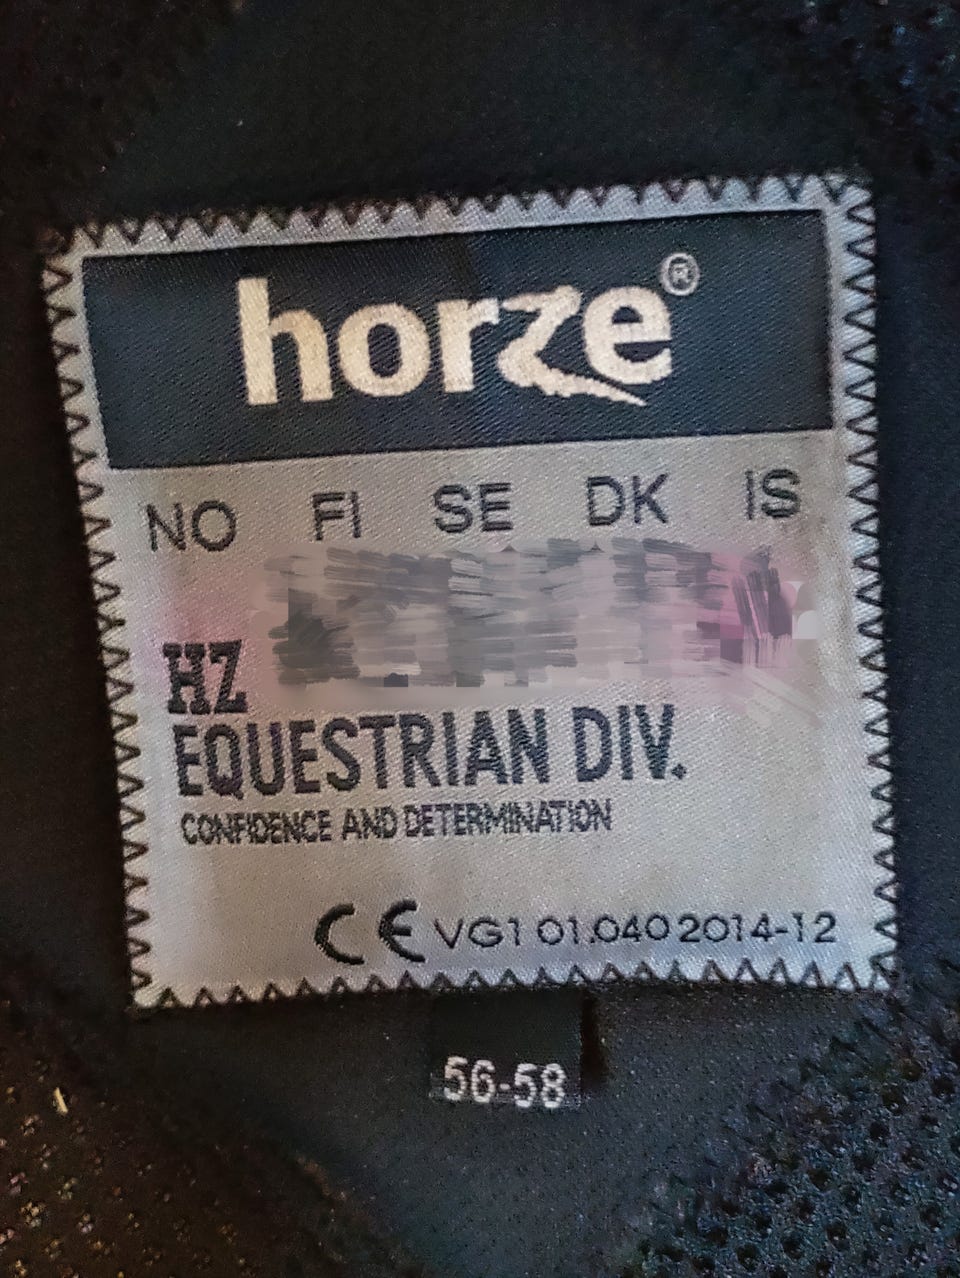 horze®
NO FI SE DK IS
HZ
EQUESTRIAN DIV.
CONFIDENCE AND DETERMINATION
CE VG1 01.040 2014-12
56-58